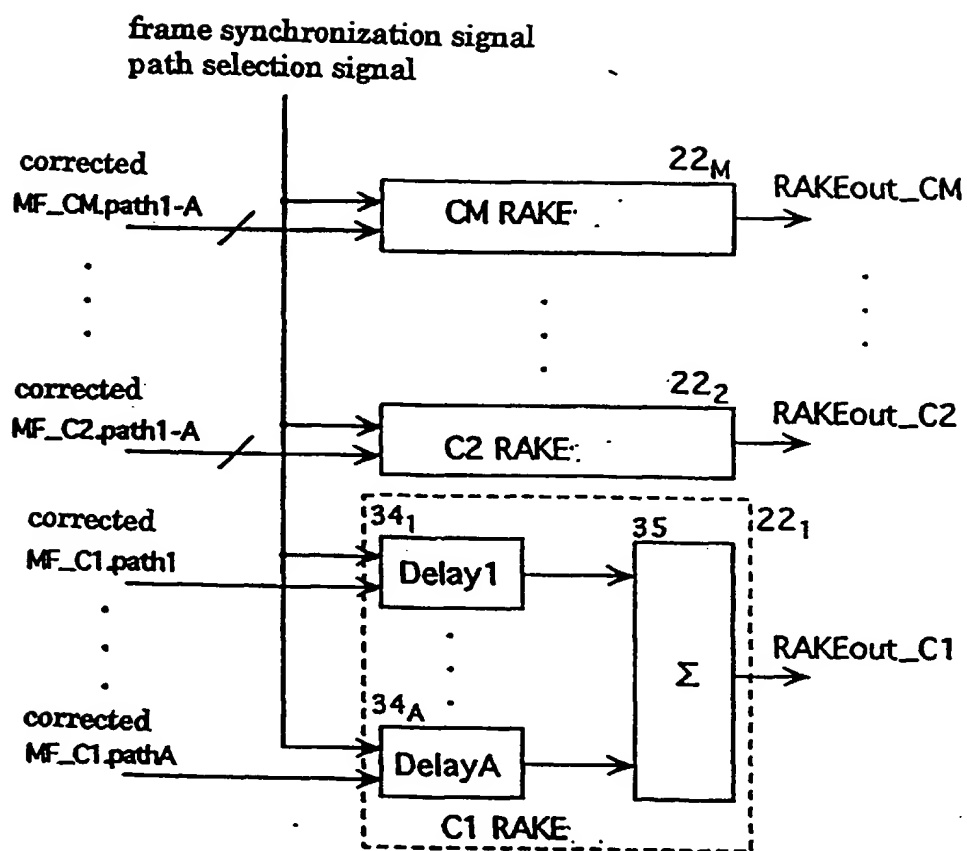 frame synchronization signal
path selection signal
corrected
MF_CM.path1-A
22M
CM RAKE
RAKEout_CM
corrected
MF_C2.path1-A
222
C2 RAKE
RAKEout_C2
corrected
MF_C1.path1
341
Delay1
35
221
Σ
RAKEout_C1
corrected
MF_C1.pathA
34A
DelayA
C1 RAKE